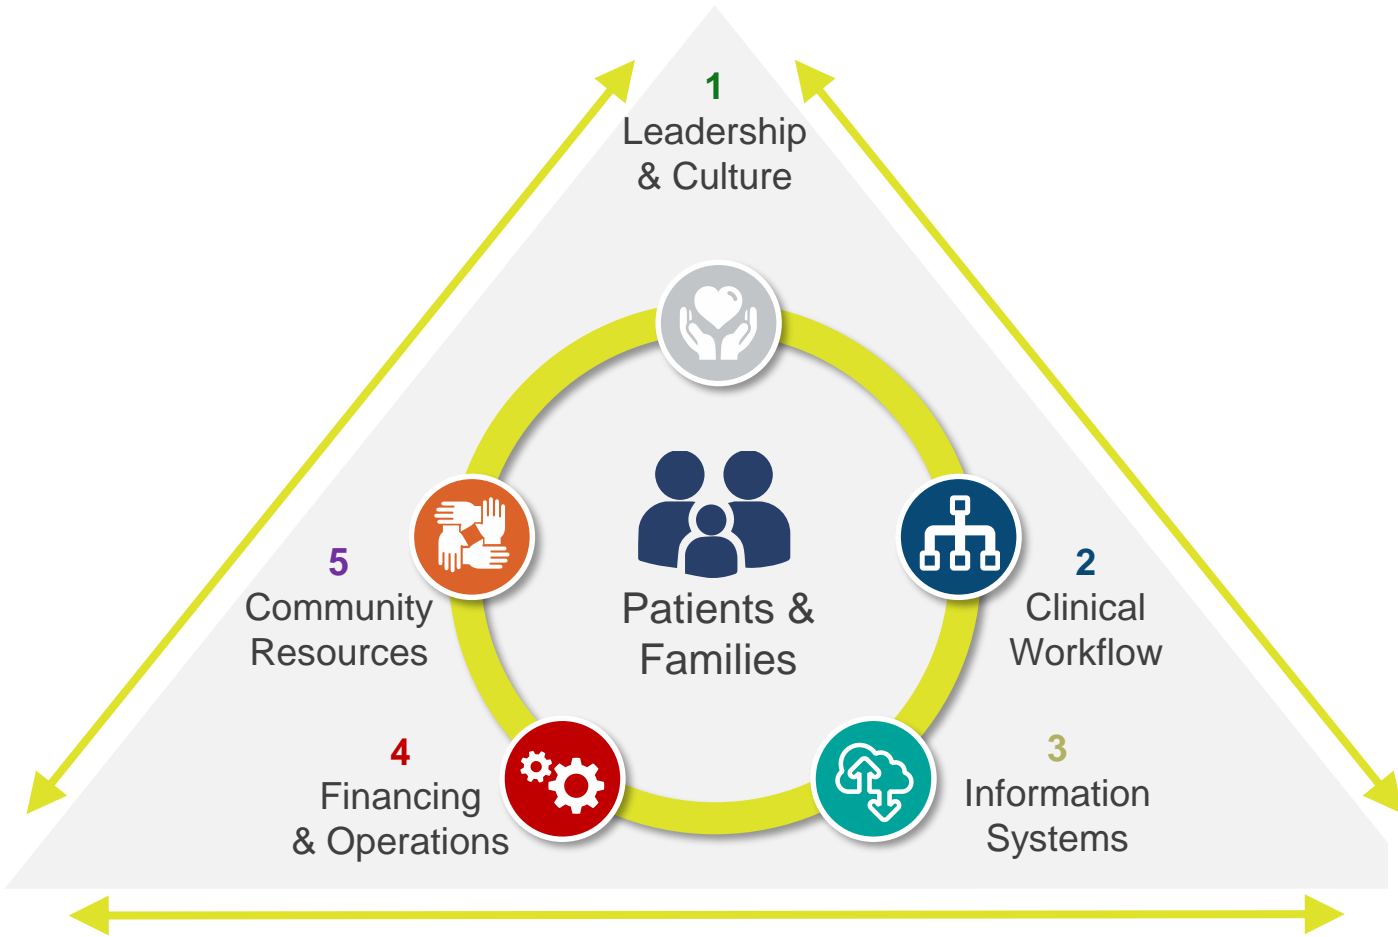 1
Leadership
& Culture
Patients &
Families
2
Clinical
Workflow
3
Information
Systems
4
Financing
& Operations
5
Community
Resources